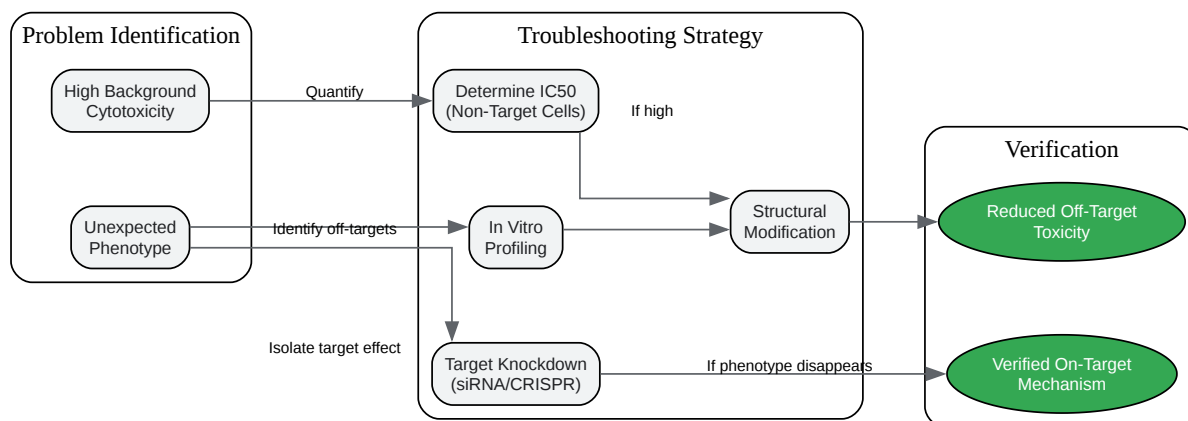 Problem Identification
High Background
Cytotoxicity
Unexpected
Phenotype
Quantify
Identify off-targets
Isolate target effect
Troubleshooting Strategy
Determine IC50
(Non-Target Cells)
If high
In Vitro
Profiling
Structural
Modification
Target Knockdown
(siRNA/CRISPR)
If phenotype disappears
Verification
Reduced Off-Target
Toxicity
Verified On-Target
Mechanism